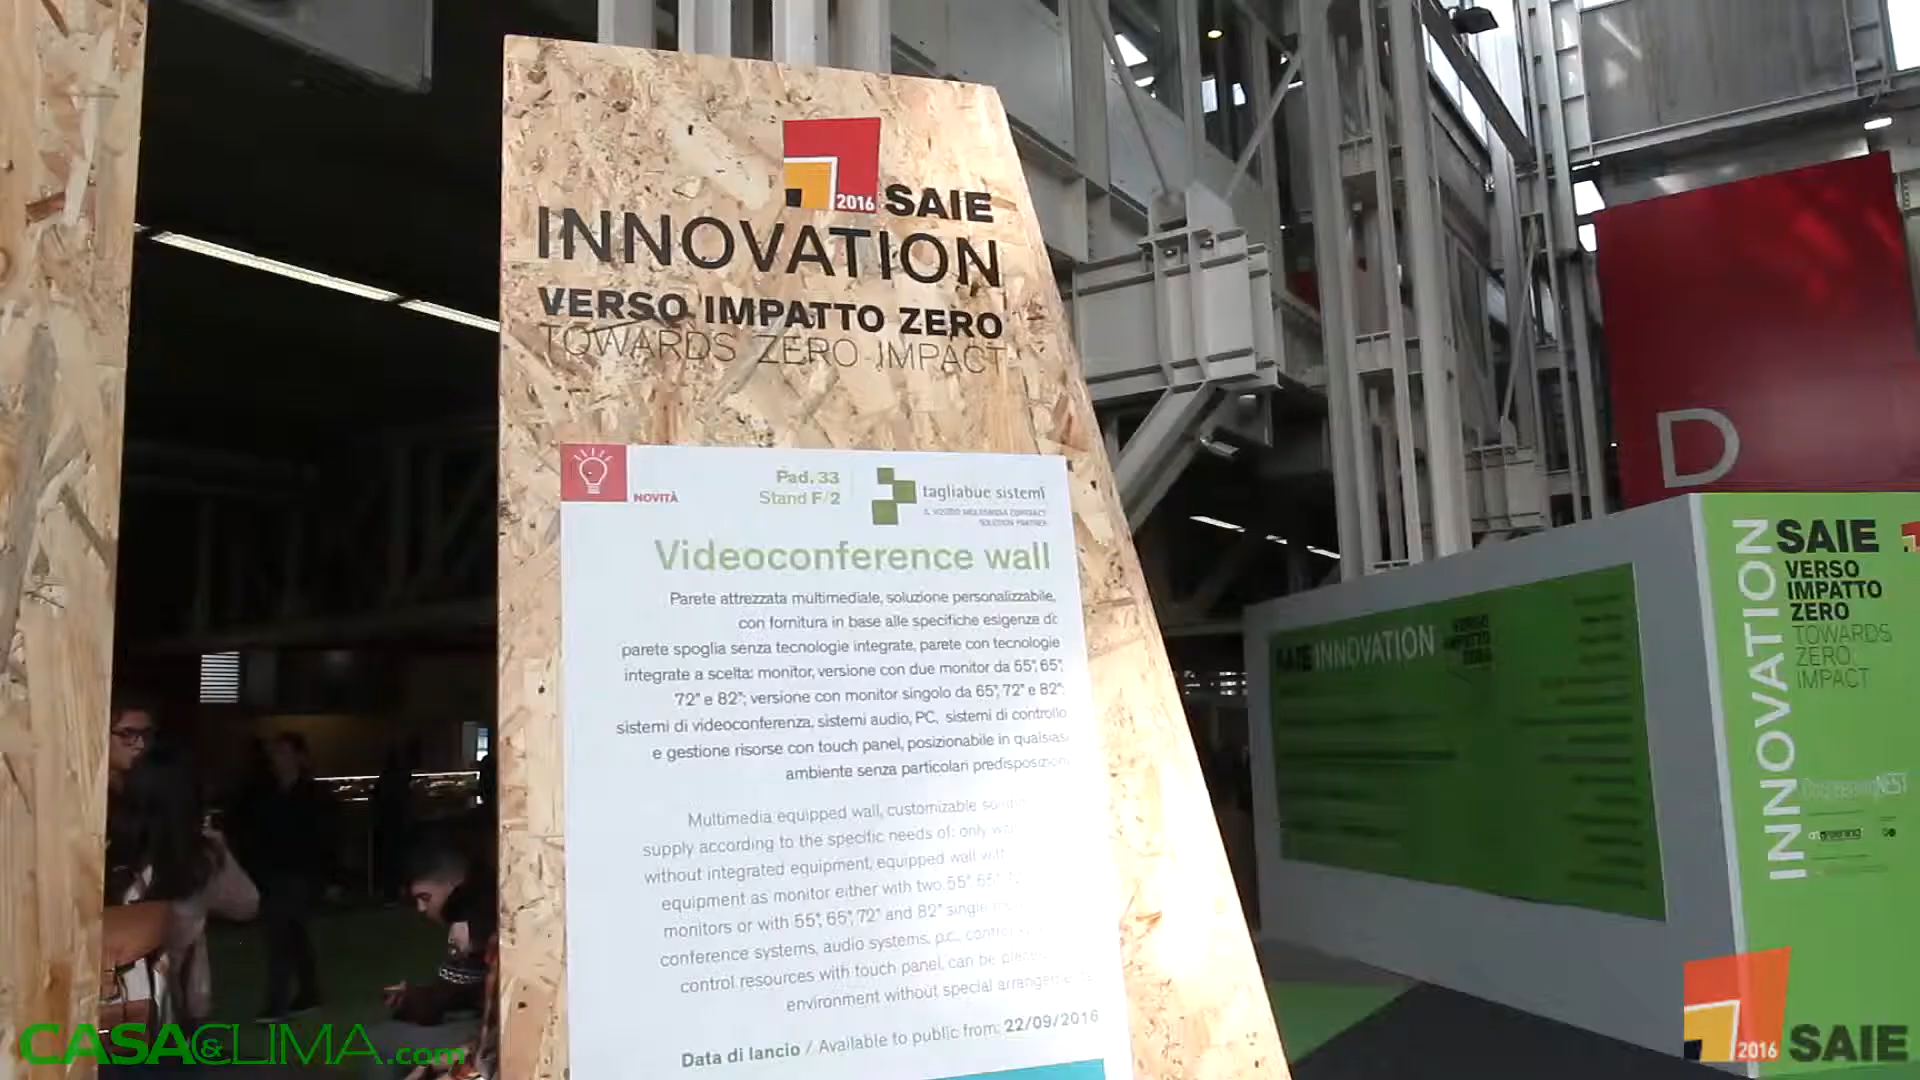 2016 SAIE
INNOVATION
VERSO IMPATTO ZERO
TOWARDS ZERO IMPACT
NOVITÀ
Pad. 33
Stand F/2
tagliabue sistemi
IL VOSTRO MULTIMEDIA CONTRACT
SOLUTION PARTNER
Videoconference wall
Parete attrezzata multimediale, soluzione personalizzabile,
con fornitura in base alle specifiche esigenze di:
parete spoglia senza tecnologie integrate, parete con tecnologie
integrate a scelta: monitor, versione con due monitor da 55", 65",
72" e 82"; versione con monitor singolo da 65", 72" e 82";
sistemi di videoconferenza, sistemi audio, PC, sistemi di controllo
e gestione risorse con touch panel, posizionabile in qualsiasi
ambiente senza particolari predisposizioni
Multimedia equipped wall, customizable
supply according to the specific needs of: only
without integrated equipment, equipped wall with
equipment as monitor either with two 55", 65",
monitors or with 55", 65", 72" and 82" single
conference systems, audio systems, p.c.,
control resources with touch panel, can be
environment without special
Data di lancio / Available to public from: 22/09/2016
D
SAIE INNOVATION
VERSO
IMPATTO
ZERO
INNOVATION
SAIE
VERSO
IMPATTO
ZERO
TOWARDS
ZERO
IMPACT
CASA&CLIMA.com
2016 SAIE